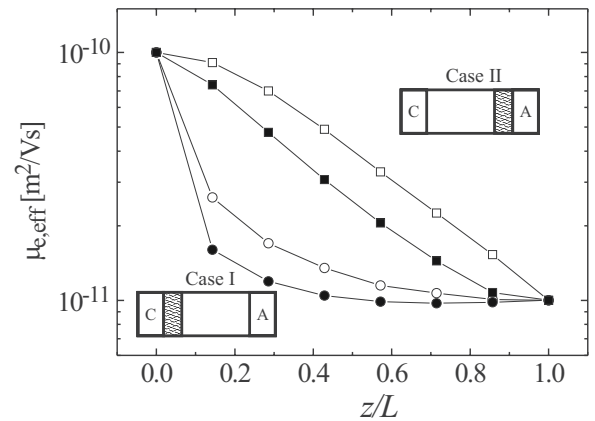 10⁻¹⁰
10⁻¹¹
μe,eff [m²/Vs]
Case II
C
A
Case I
C
A
0.0 0.2 0.4 0.6 0.8 1.0
z/L